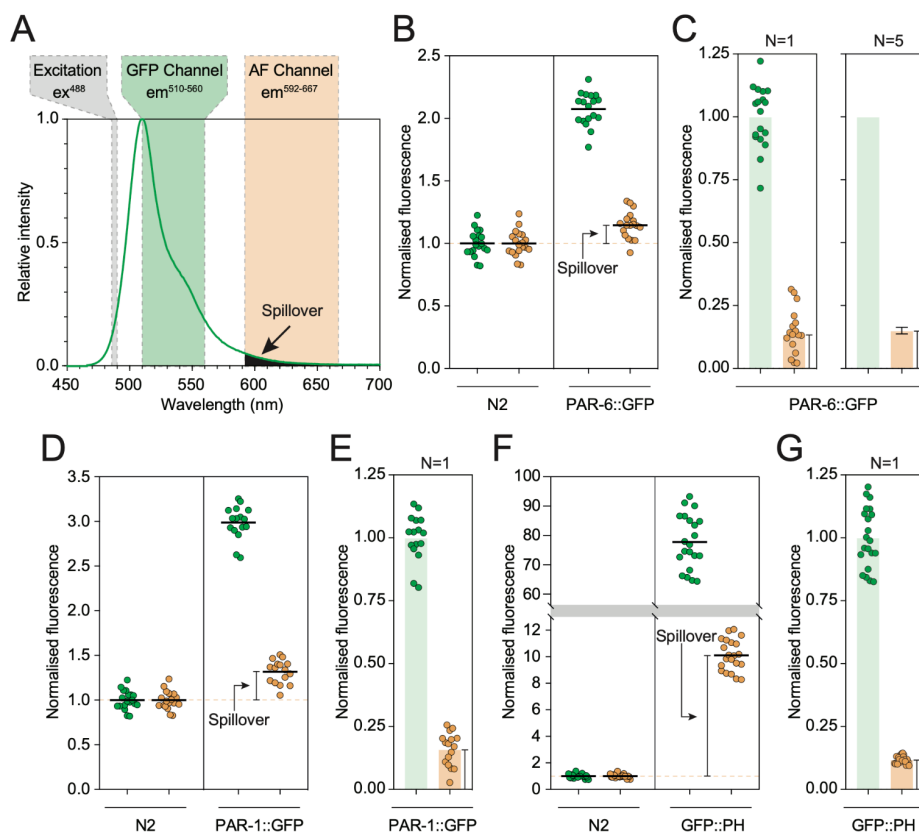 A
Excitation
ex488
GFP Channel
em510-560
AF Channel
em592-667
Relative intensity
1.0
0.5
0.0
Spillover
450 500 550 600 650 700
Wavelength (nm)
B
Normalised fluorescence
2.5
2.0
1.5
1.0
0.5
0.0
Spillover
N2 PAR-6::GFP
C
N=1 N=5
Normalised fluorescence
1.25
1.00
0.75
0.50
0.25
0.00
PAR-6::GFP
D
Normalised fluorescence
3.5
3.0
2.5
2.0
1.5
1.0
0.5
0.0
Spillover
N2 PAR-1::GFP
E
N=1
Normalised fluorescence
1.25
1.00
0.75
0.50
0.25
0.00
PAR-1::GFP
F
Normalised fluorescence
100
90
80
70
60
12
10
8
6
4
2
1
0
Spillover
N2 GFP::PH
G
N=1
Normalised fluorescence
1.25
1.00
0.75
0.50
0.25
0.00
GFP::PH